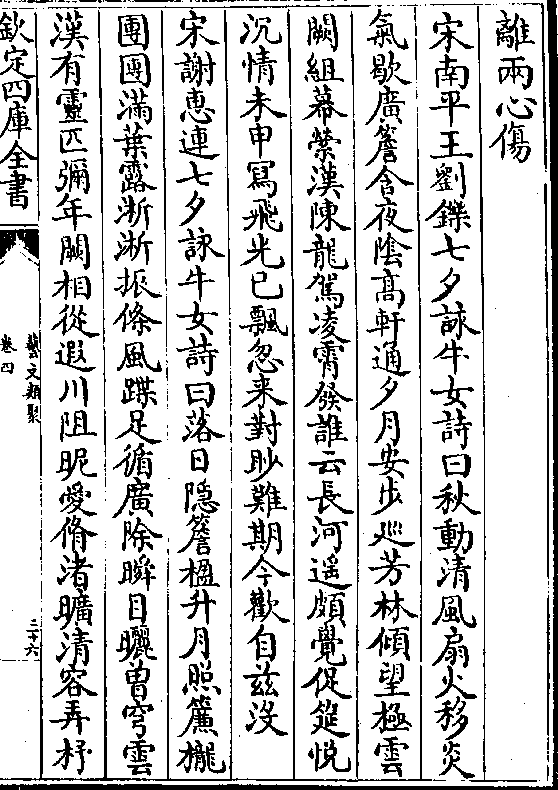 離兩心傷
宋南平王劉鑠七夕詠牛女詩曰秋動清風扇火移炎
氣歇廣簷含夜隂髙軒通夕月安步巡芳林傾望極雲
闕組幕縈漢陳龍駕凌霄發誰云長河遥頗覺促筵悦
沉情未申寫飛光已飄忽来對眇難期今歡自兹没
宋謝惠連七夕詠牛女詩曰落日隠簷楹升月照簾櫳
團團滿葉露淅淅振條風蹀足循廣除瞬目曬曽穹雲
漢有靈匹彌年闕相從遐川阻昵愛脩渚曠清容弄杼
欽定四庫全書
藝文類聚
卷四
二十六